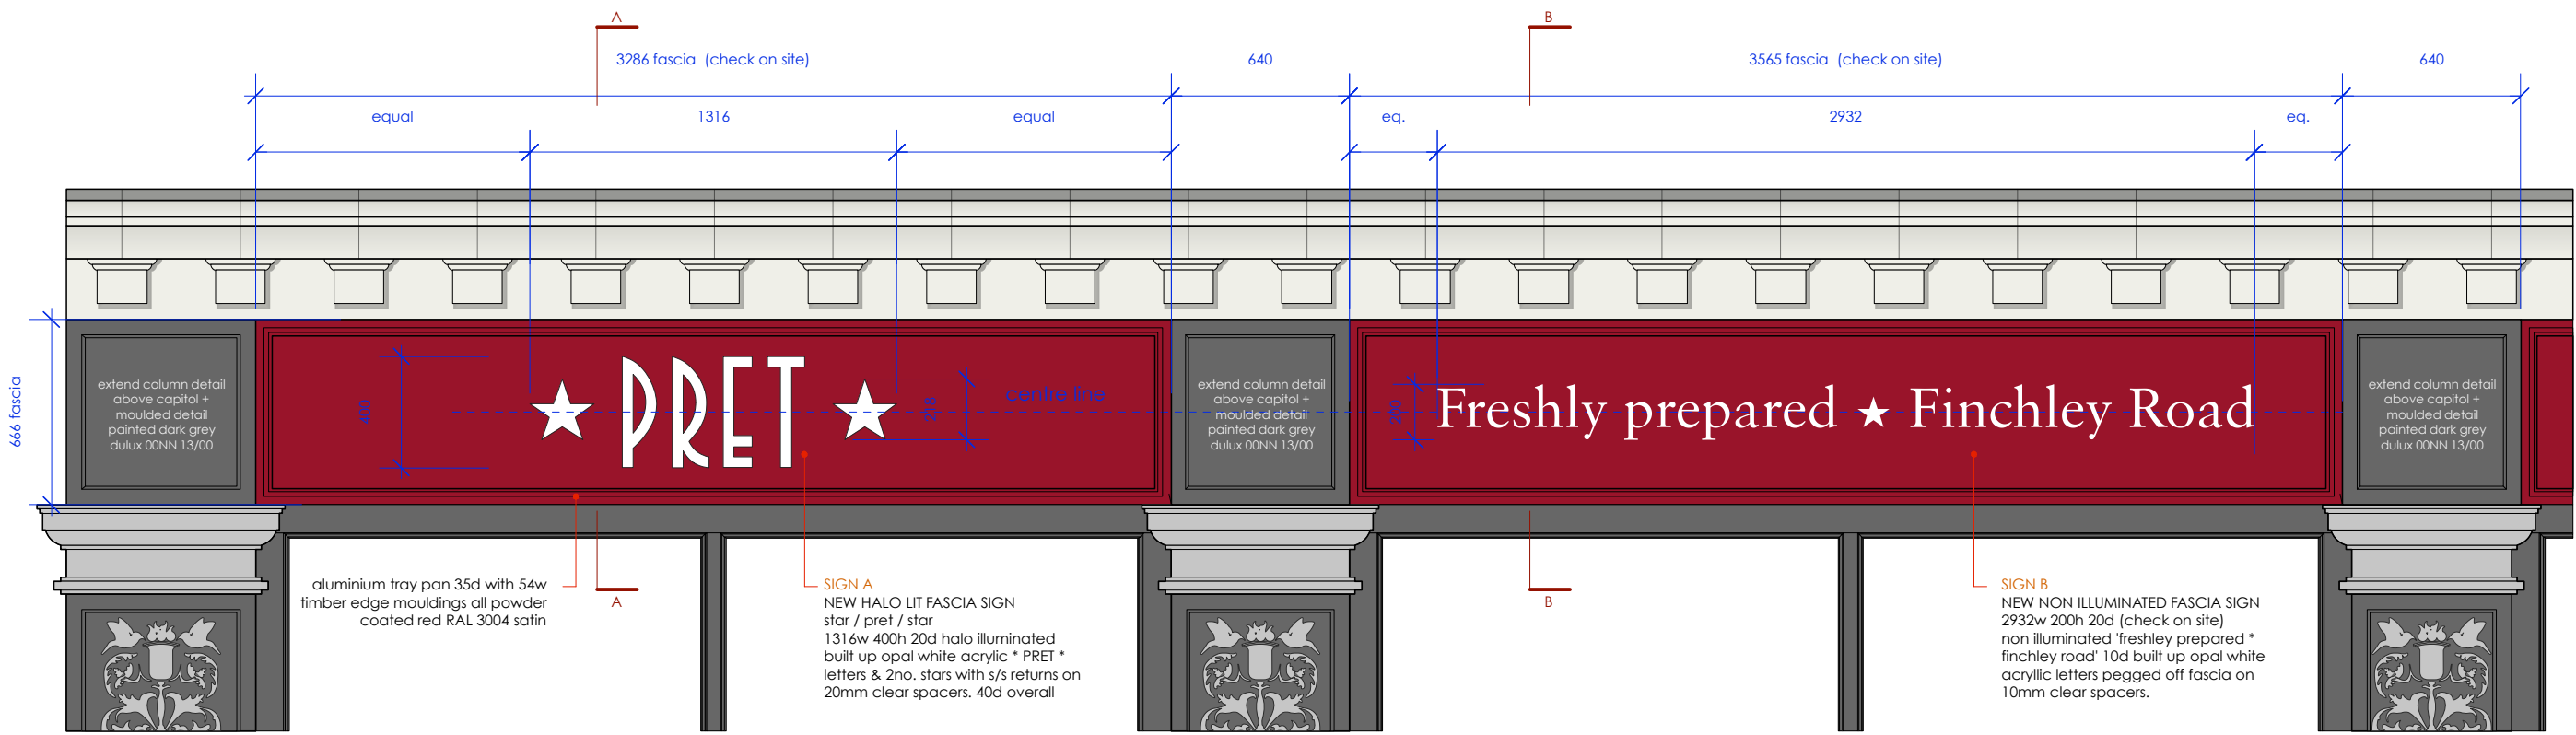 A
B
3286 fascia (check on site)
640
3565 fascia (check on site)
640
equal
1316
equal
eq.
2932
eq.
666 fascia
extend column detail
above capitol +
moulded detail
painted dark grey
dulux 00NN 13/00
400
★ PRET ★
218
centre line
extend column detail
above capitol +
moulded detail
painted dark grey
dulux 00NN 13/00
200
Freshly prepared ★ Finchley Road
extend column detail
above capitol +
moulded detail
painted dark grey
dulux 00NN 13/00
aluminium tray pan 35d with 54w
timber edge mouldings all powder
coated red RAL 3004 satin
A
SIGN A
NEW HALO LIT FASCIA SIGN
star / pret / star
1316w 400h 20d halo illuminated
built up opal white acrylic * PRET *
letters & 2no. stars with s/s returns on
20mm clear spacers. 40d overall
B
SIGN B
NEW NON ILLUMINATED FASCIA SIGN
2932w 200h 20d (check on site)
non illuminated 'freshley prepared *
finchley road' 10d built up opal white
acryllic letters pegged off fascia on
10mm clear spacers.